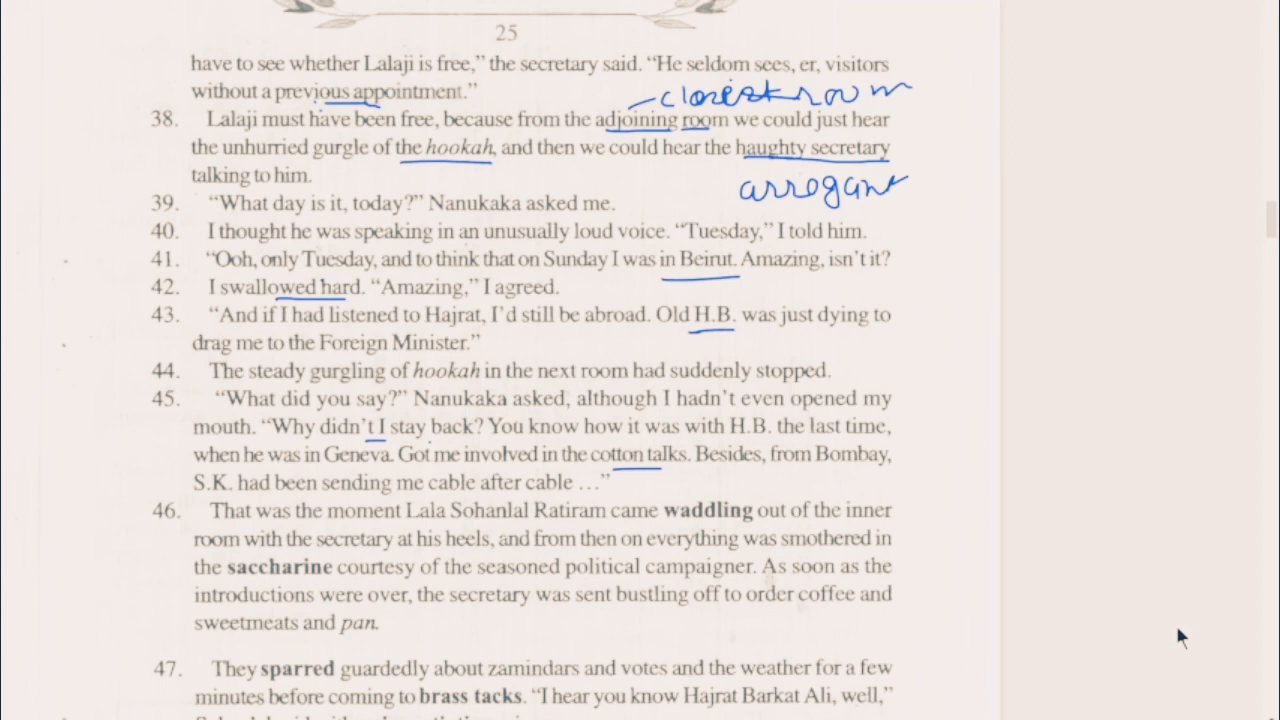 25
have to see whether Lalaji is free,” the secretary said. “He seldom sees, er, visitors
without a previous appointment.”
closest room
38. Lalaji must have been free, because from the adjoining room we could just hear
the unhurried gurgle of the hookah, and then we could hear the haughty secretary
talking to him.
arrogant
39. “What day is it, today?” Nanukaka asked me.
40. I thought he was speaking in an unusually loud voice. “Tuesday,” I told him.
41. “Ooh, only Tuesday, and to think that on Sunday I was in Beirut. Amazing, isn’t it?
42. I swallowed hard. “Amazing,” I agreed.
43. “And if I had listened to Hajrat, I’d still be abroad. Old H.B. was just dying to
drag me to the Foreign Minister.”
44. The steady gurgling of hookah in the next room had suddenly stopped.
45. “What did you say?” Nanukaka asked, although I hadn’t even opened my
mouth. “Why didn’t I stay back? You know how it was with H.B. the last time,
when he was in Geneva. Got me involved in the cotton talks. Besides, from Bombay,
S.K. had been sending me cable after cable ...”
46. That was the moment Lala Sohanlal Ratiram came waddling out of the inner
room with the secretary at his heels, and from then on everything was smothered in
the saccharine courtesy of the seasoned political campaigner. As soon as the
introductions were over, the secretary was sent bustling off to order coffee and
sweetmeats and pan.
47. They sparred guardedly about zamindars and votes and the weather for a few
minutes before coming to brass tacks. “I hear you know Hajrat Barkat Ali, well,”